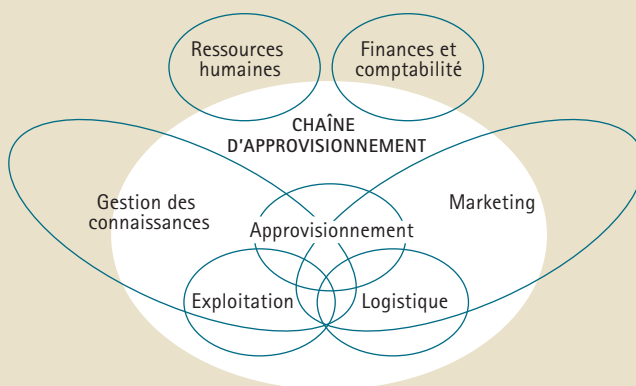 Ressources
humaines
Finances et
comptabilité
CHAÎNE
D'APPROVISIONNEMENT
Gestion des
connaissances
Marketing
Approvisionnement
Exploitation
Logistique